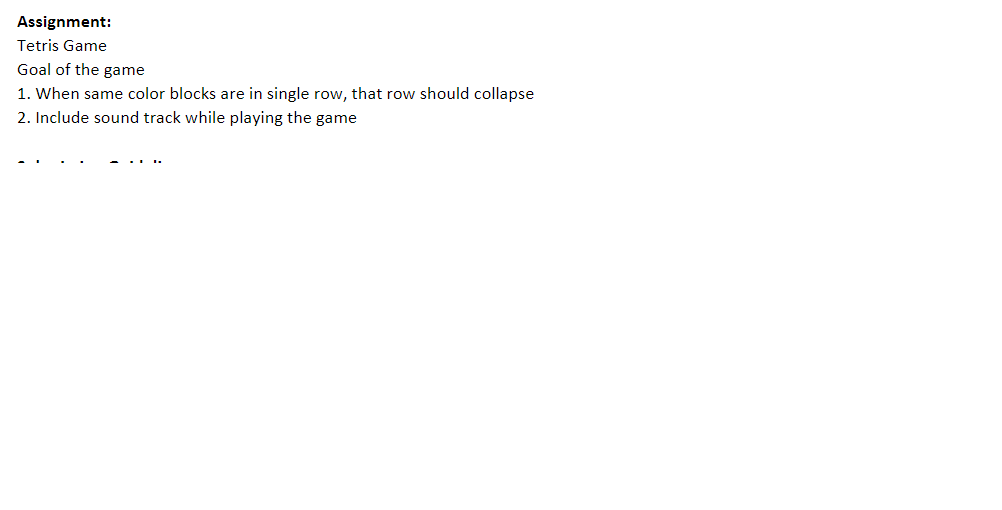 Assignment:
Tetris Game
Goal of the game
1. When same color blocks are in single row, that row should collapse
2. Include sound track while playing the game